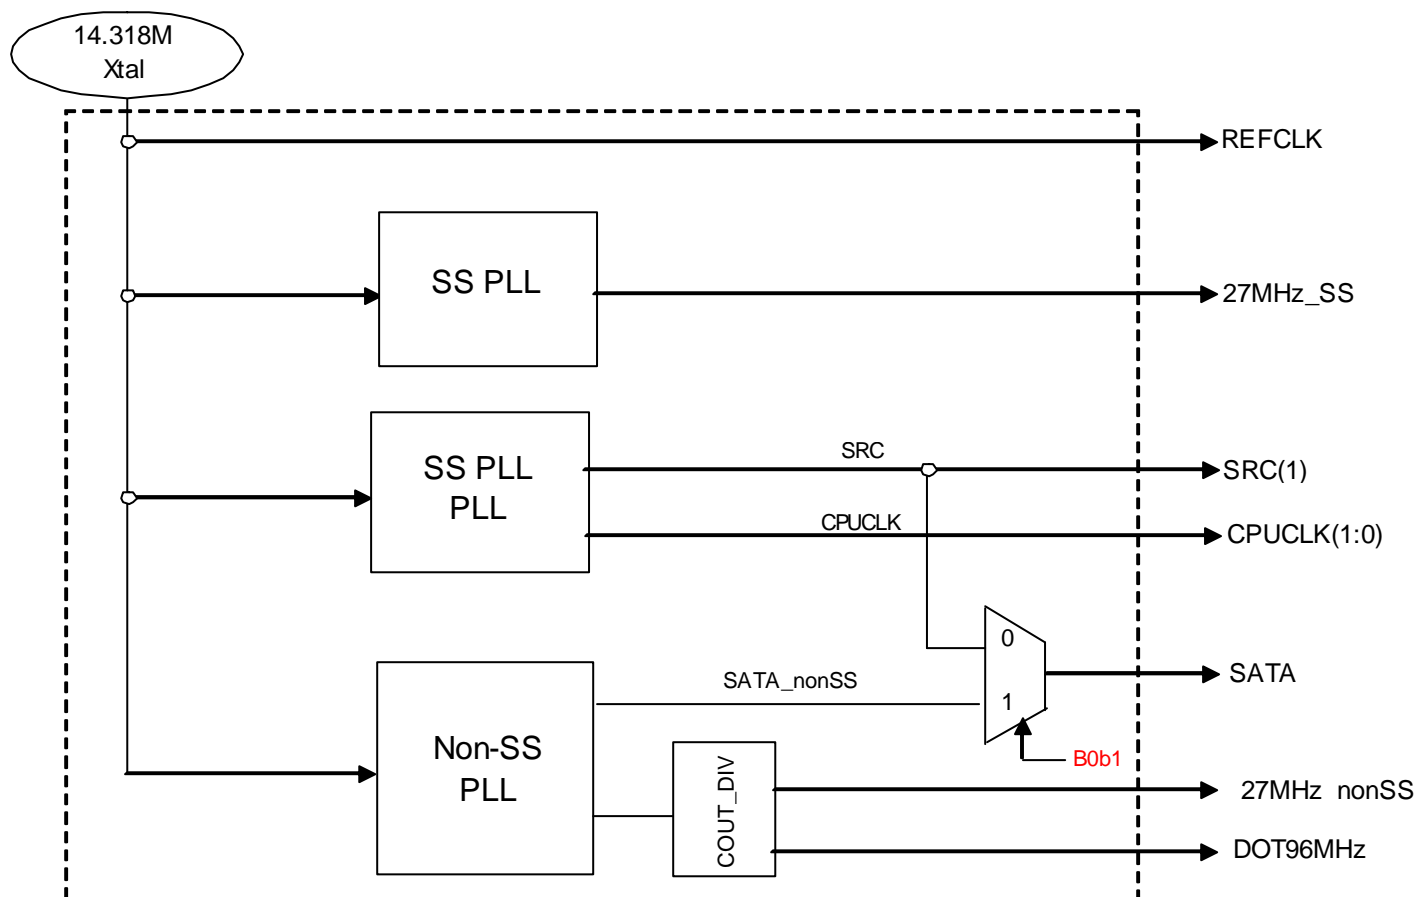 14.318M
Xtal
REFCLK
SS PLL
27MHz_SS
SS PLL
PLL
SRC
SRC(1)
CPUCLK
CPUCLK(1:0)
0
1
SATA
SATA_nonSS
B0b1
Non-SS
PLL
COUT_DIV
27MHz nonSS
DOT96MHz